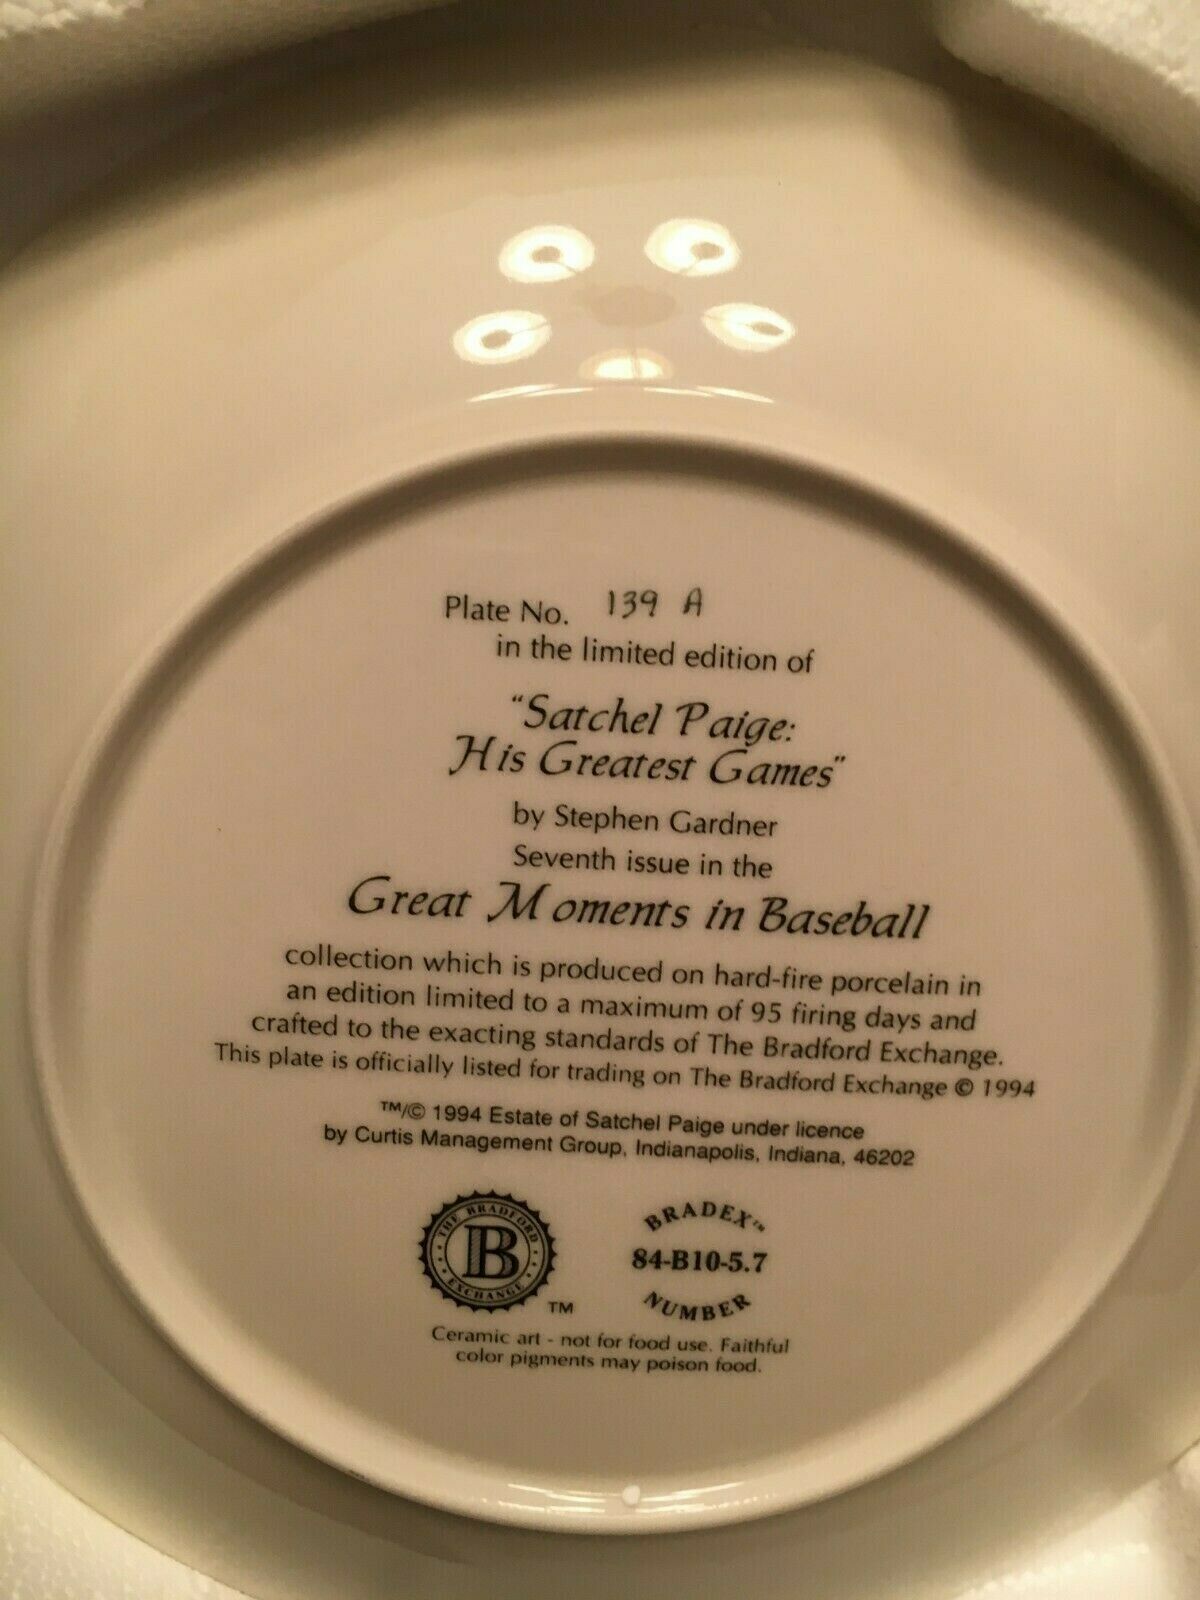 Plate No. 139 A
in the limited edition of
"Satchel Paige:
His Greatest Games"
by Stephen Gardner
Seventh issue in the
Great Moments in Baseball
collection which is produced on hard-fire porcelain in
an edition limited to a maximum of 95 firing days and
crafted to the exacting standards of The Bradford Exchange.
This plate is officially listed for trading on The Bradford Exchange © 1994
™/© 1994 Estate of Satchel Paige under licence
by Curtis Management Group, Indianapolis, Indiana, 46202
THE BRADFORD
B
EXCHANGE
™
BRADEX™
84-B10-5.7
NUMBER
Ceramic art - not for food use. Faithful
color pigments may poison food.